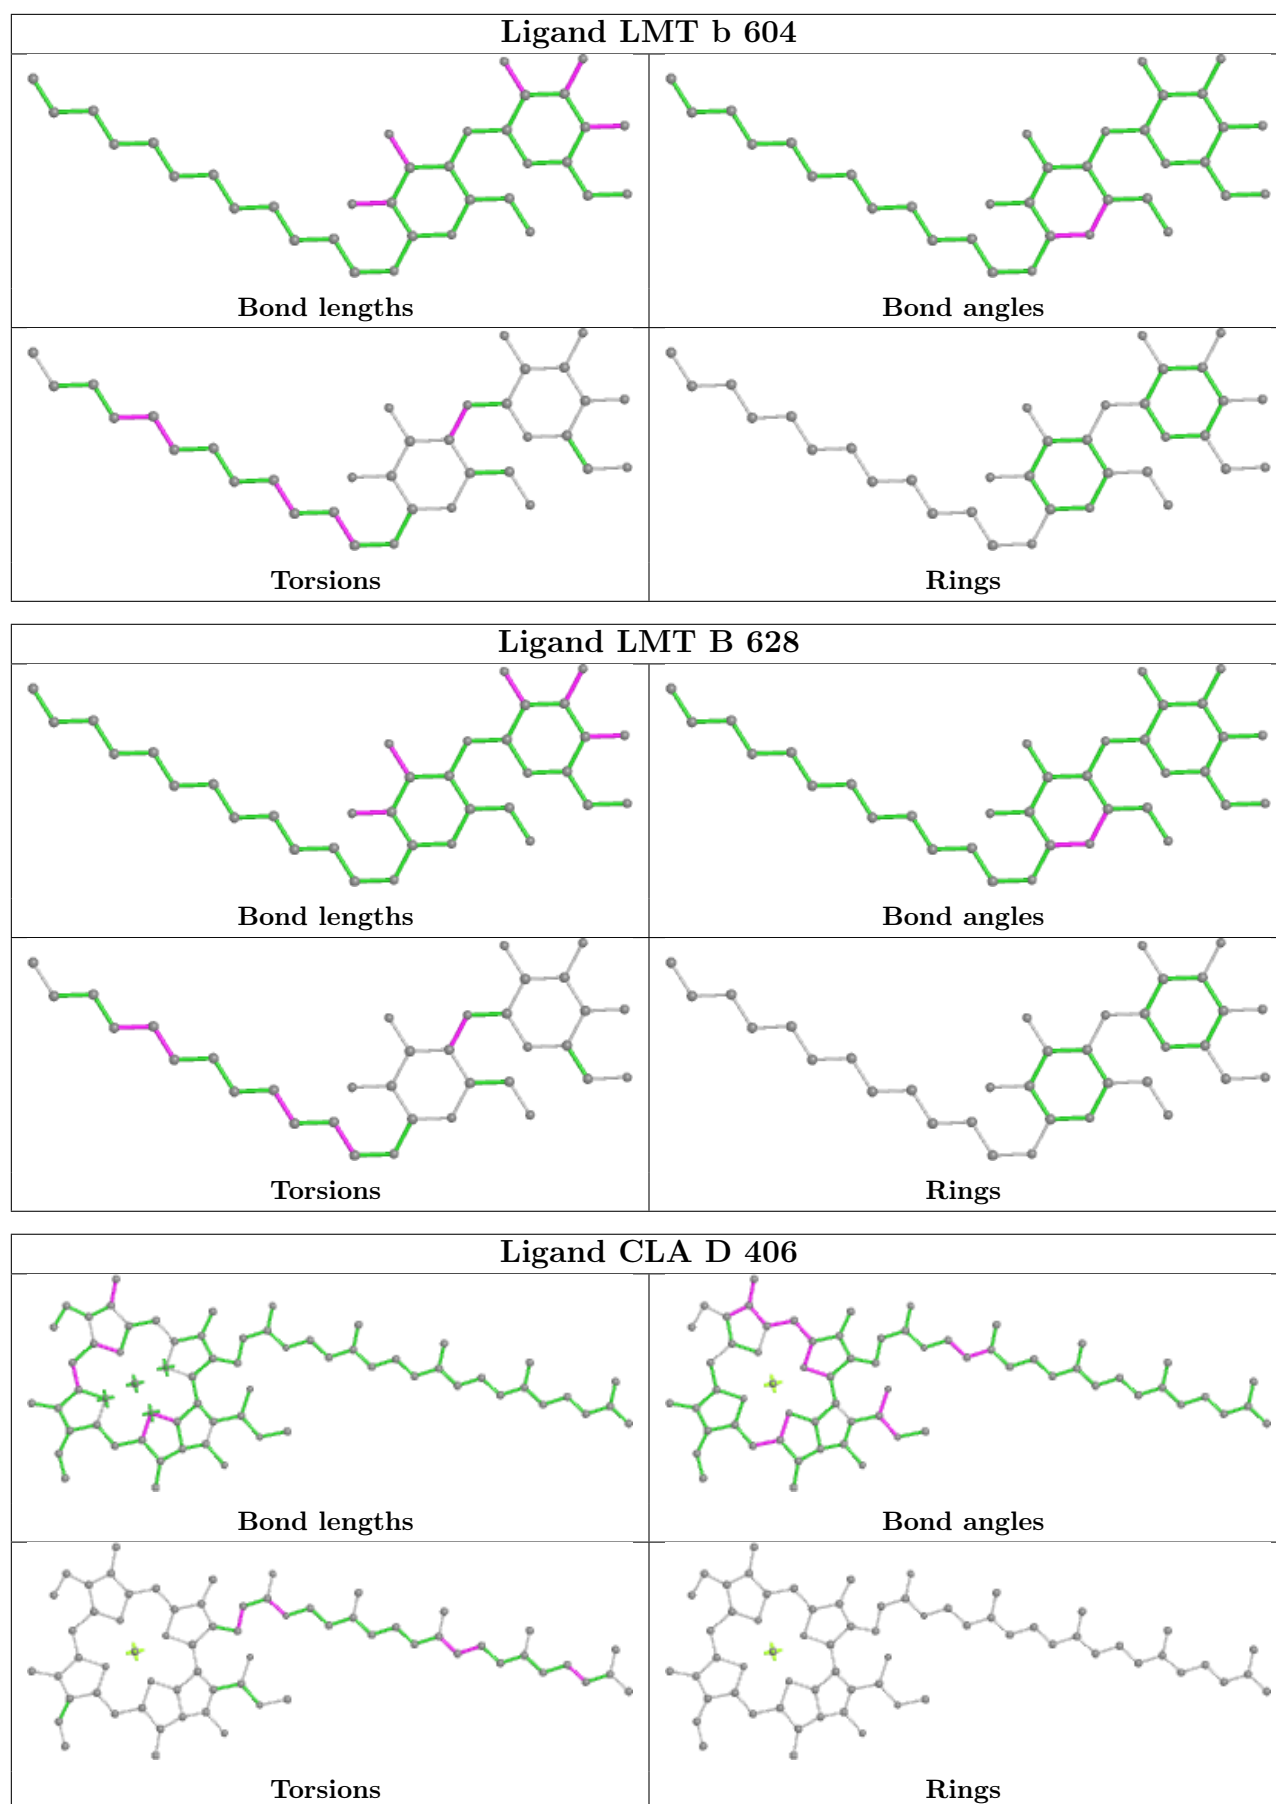 Ligand LMT b 604
Bond lengths
Bond angles
Torsions
Rings
Ligand LMT B 628
Bond lengths
Bond angles
Torsions
Rings
Ligand CLA D 406
Bond lengths
Bond angles
Torsions
Rings